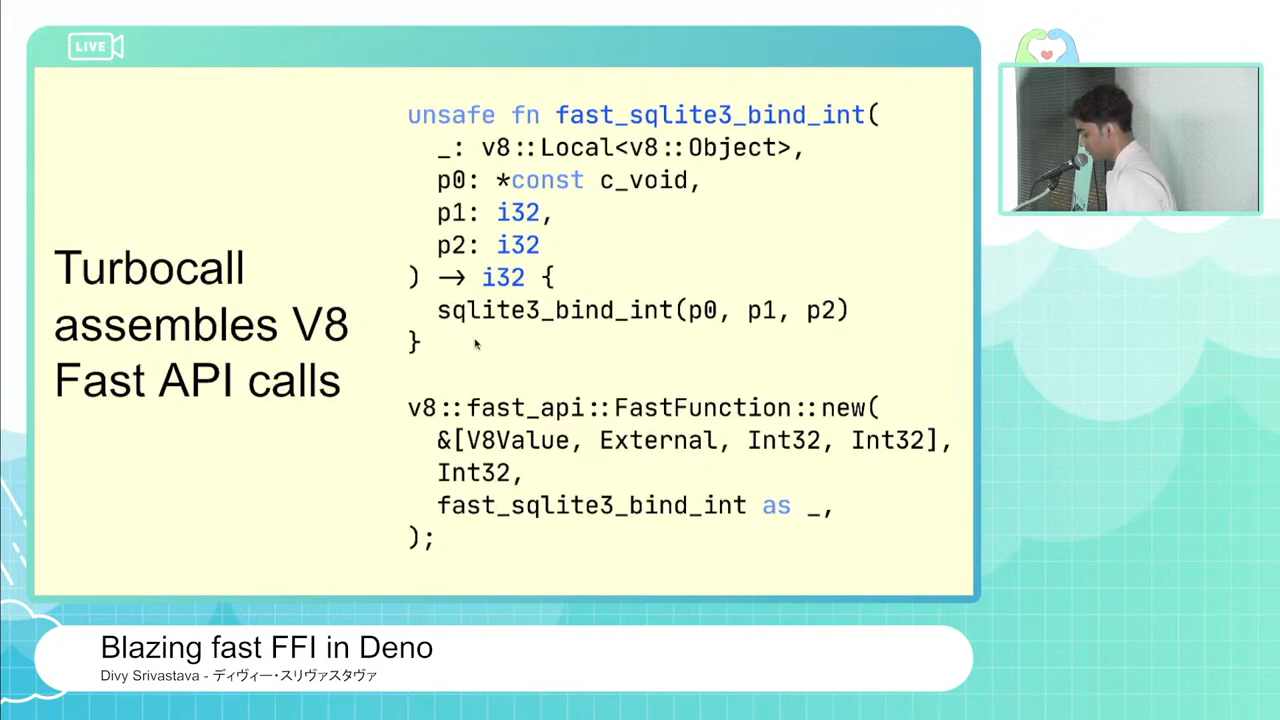 LIVE
Turbocall
assembles V8
Fast API calls
unsafe fn fast_sqlite3_bind_int(
_: v8::Local<v8::Object>,
p0: *const c_void,
p1: i32,
p2: i32
) -> i32 {
sqlite3_bind_int(p0, p1, p2)
}
v8::fast_api::FastFunction::new(
&[V8Value, External, Int32, Int32],
Int32,
fast_sqlite3_bind_int as _,
);
Blazing fast FFI in Deno
Divy Srivastava - ディヴィー・スリヴァスタヴァ